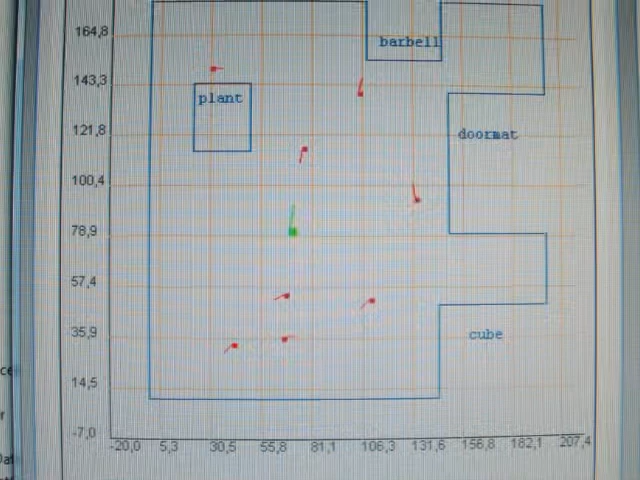 164,8
barbell
143,3
plant
121,8
doormat
100,4
78,9
57,4
35,9
cube
14,5
-7,0
-20,0 5,3 30,5 55,8 81,1 106,3 131,6 156,8 182,1 207,4